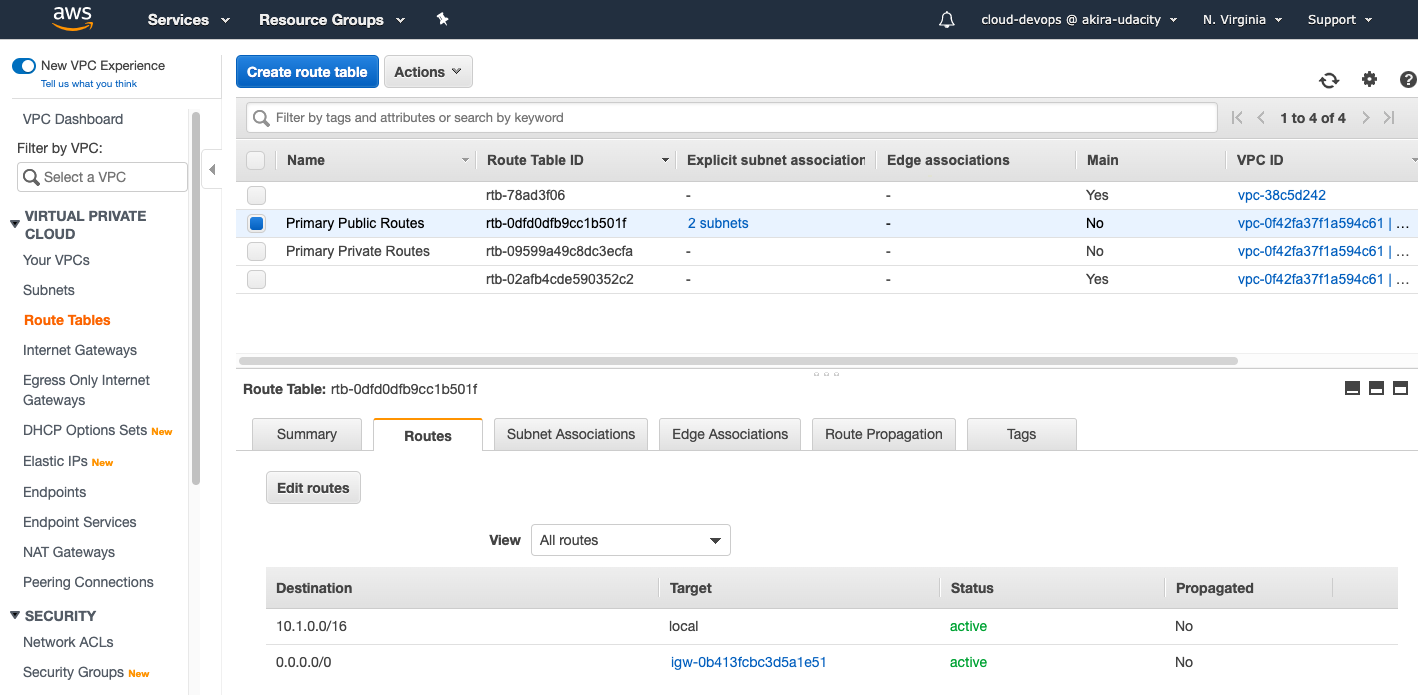 aws Services Resource Groups cloud-devops @ akira-udacity N. Virginia Support
New VPC Experience
Tell us what you think
VPC Dashboard
Filter by VPC:
Select a VPC
VIRTUAL PRIVATE
CLOUD
Your VPCs
Subnets
Route Tables
Internet Gateways
Egress Only Internet
Gateways
DHCP Options Sets New
Elastic IPs New
Endpoints
Endpoint Services
NAT Gateways
Peering Connections
SECURITY
Network ACLs
Security Groups New
Create route table Actions
Filter by tags and attributes or search by keyword 1 to 4 of 4
Name Route Table ID Explicit subnet association Edge associations Main VPC ID
rtb-78ad3f06 - - Yes vpc-38c5d242
Primary Public Routes rtb-0dfd0dfb9cc1b501f 2 subnets - No vpc-0f42fa37f1a594c61 | ...
Primary Private Routes rtb-09599a49c8dc3ecfa - - No vpc-0f42fa37f1a594c61 | ...
rtb-02afb4cde590352c2 - - Yes vpc-0f42fa37f1a594c61 | ...
Route Table: rtb-0dfd0dfb9cc1b501f
Summary Routes Subnet Associations Edge Associations Route Propagation Tags
Edit routes
View All routes
Destination Target Status Propagated
10.1.0.0/16 local active No
0.0.0.0/0 igw-0b413fcbc3d5a1e51 active No